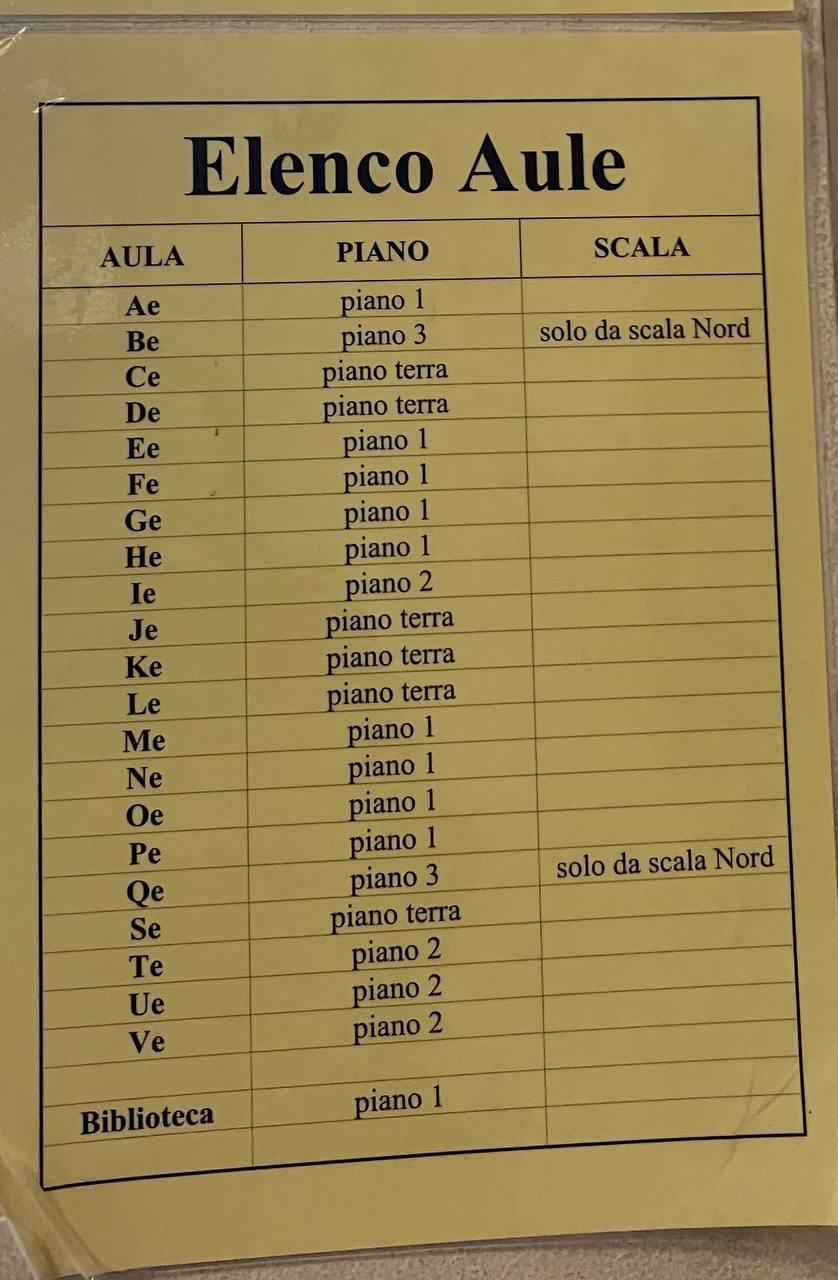 Elenco Aule
AULA PIANO SCALA
Ae piano 1
Be piano 3 solo da scala Nord
Ce piano terra
De piano terra
Ee piano 1
Fe piano 1
Ge piano 1
He piano 1
Ie piano 2
Je piano terra
Ke piano terra
Le piano terra
Me piano 1
Ne piano 1
Oe piano 1
Pe piano 1
Qe piano 3 solo da scala Nord
Se piano terra
Te piano 2
Ue piano 2
Ve piano 2
Biblioteca piano 1